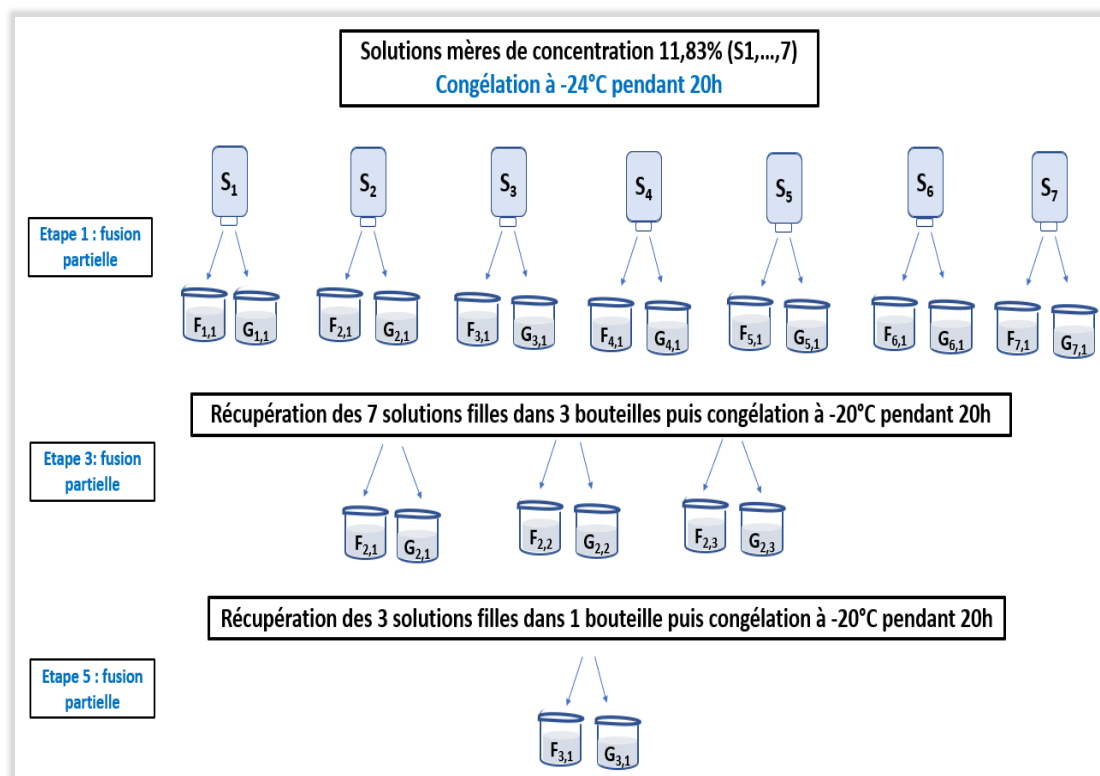 Solutions mères de concentration 11,83% (S1,...,7)
Congélation à -24°C pendant 20h
S1
S2
S3
S4
S5
S6
S7
Etape 1 : fusion
partielle
F1,1
G1,1
F2,1
G2,1
F3,1
G3,1
F4,1
G4,1
F5,1
G5,1
F6,1
G6,1
F7,1
G7,1
Récupération des 7 solutions filles dans 3 bouteilles puis congélation à -20°C pendant 20h
Etape 3: fusion
partielle
F2,1
G2,1
F2,2
G2,2
F2,3
G2,3
Récupération des 3 solutions filles dans 1 bouteille puis congélation à -20°C pendant 20h
Etape 5 : fusion
partielle
F3,1
G3,1